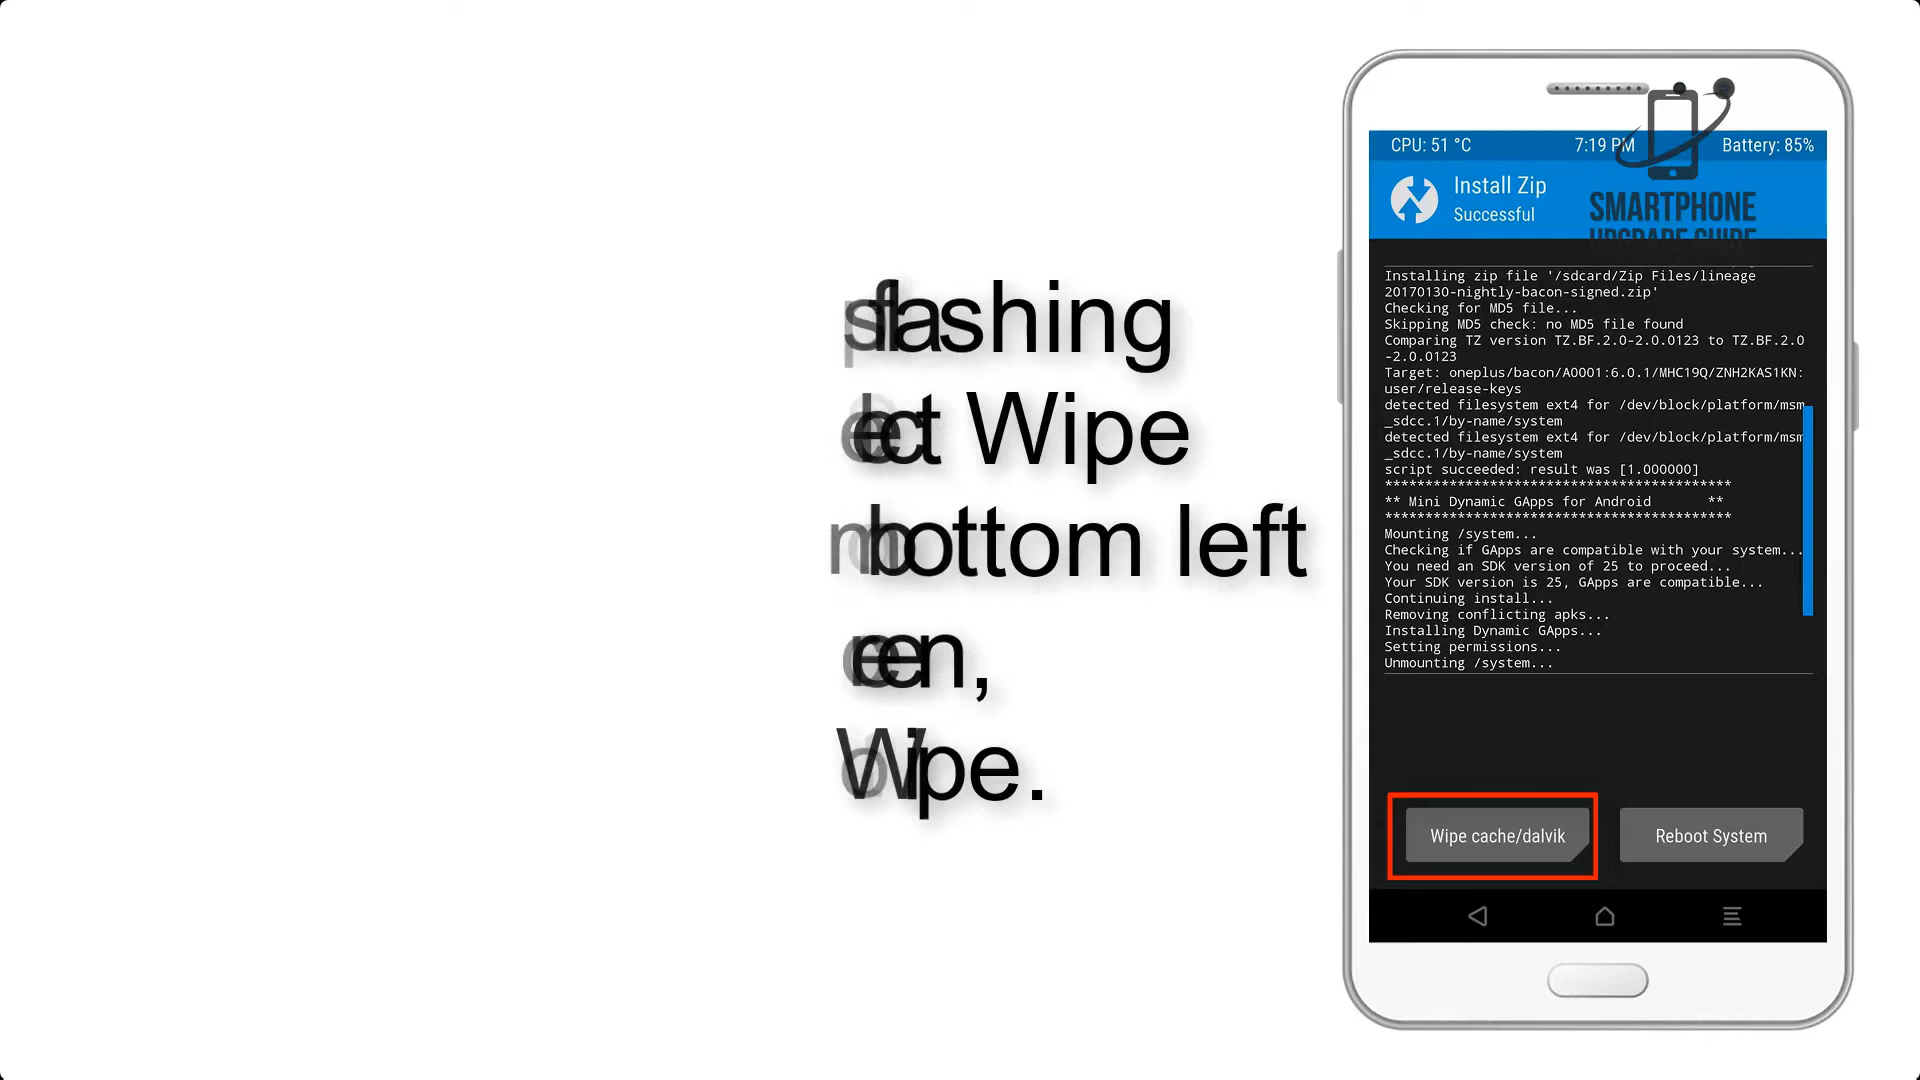 flashing
Wipe
bottom left
Wipe.
CPU: 51 °C 7:19 PM Battery: 85%
Install Zip
Successful
SMARTPHONE
UPGRADE GUIDE
Installing zip file '/sdcard/Zip Files/lineage
20170130-nightly-bacon-signed.zip'
Checking for MD5 file...
Skipping MD5 check: no MD5 file found
Comparing TZ version TZ.BF.2.0-2.0.0123 to TZ.BF.2.0
-2.0.0123
Target: oneplus/bacon/A0001:6.0.1/MHC19Q/ZNH2KAS1KN:
user/release-keys
detected filesystem ext4 for /dev/block/platform/msm
_sdcc.1/by-name/system
detected filesystem ext4 for /dev/block/platform/msm
_sdcc.1/by-name/system
script succeeded: result was [1.000000]
*******************************************
** Mini Dynamic GApps for Android **
*******************************************
Mounting /system...
Checking if GApps are compatible with your system...
You need an SDK version of 25 to proceed...
Your SDK version is 25, GApps are compatible...
Continuing install...
Removing conflicting apks...
Installing Dynamic GApps...
Setting permissions...
Unmounting /system...
Wipe cache/dalvik
Reboot System